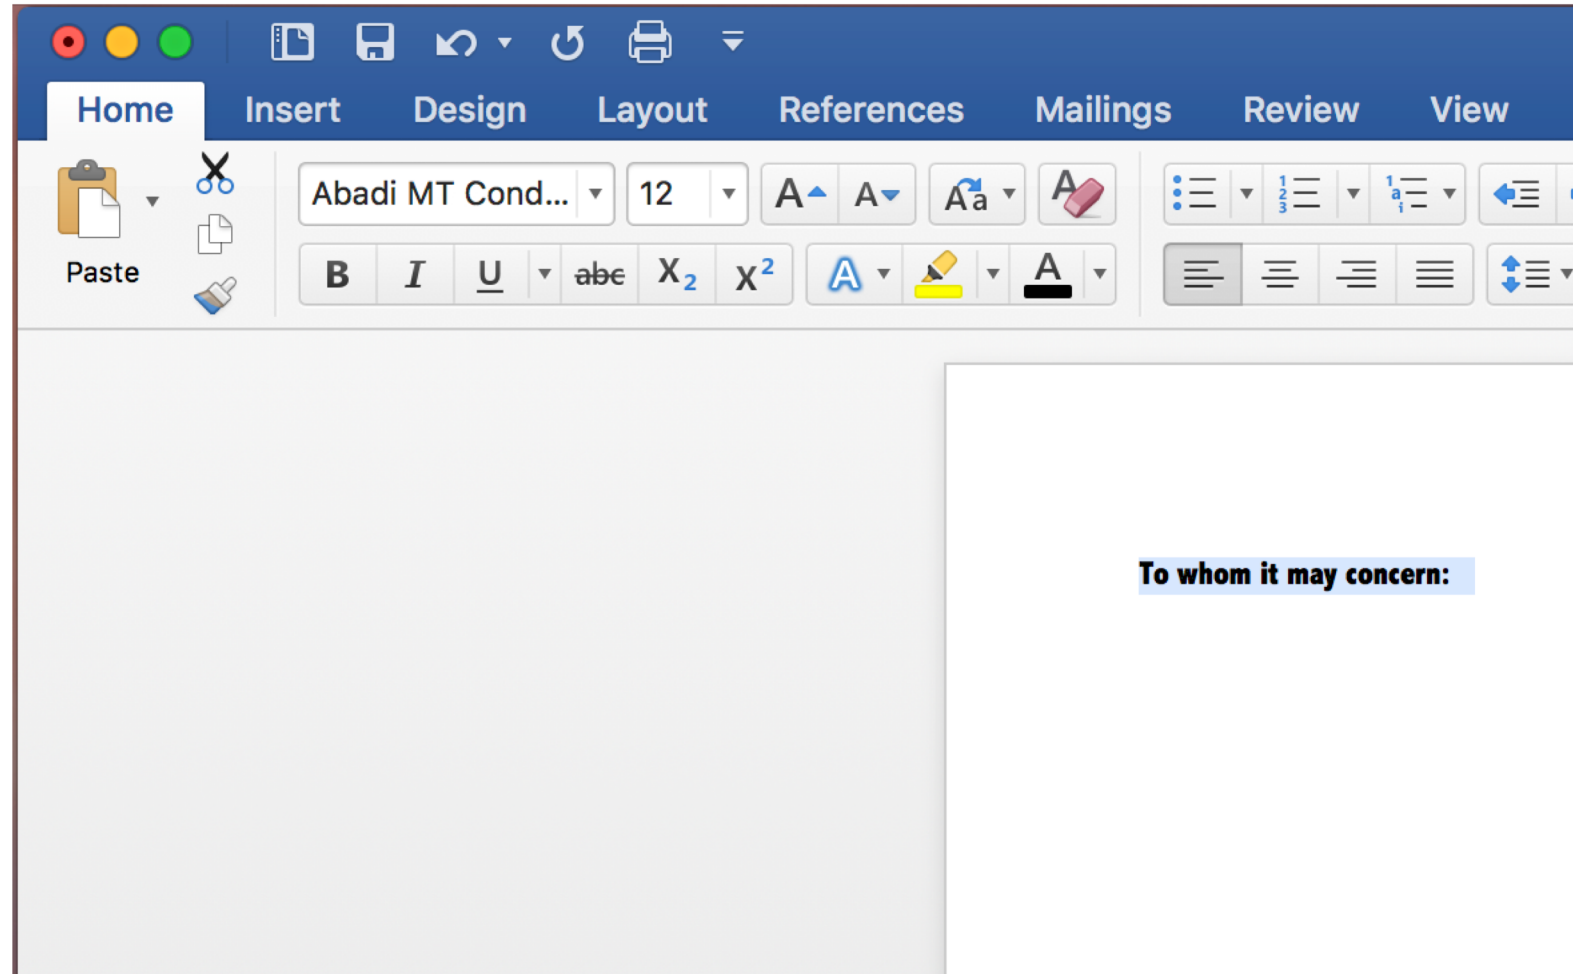 Home Insert Design Layout References Mailings Review View
Abadi MT Cond... 12 A A Aa A
Paste
B I U abc X2 X2 A A
To whom it may concern: